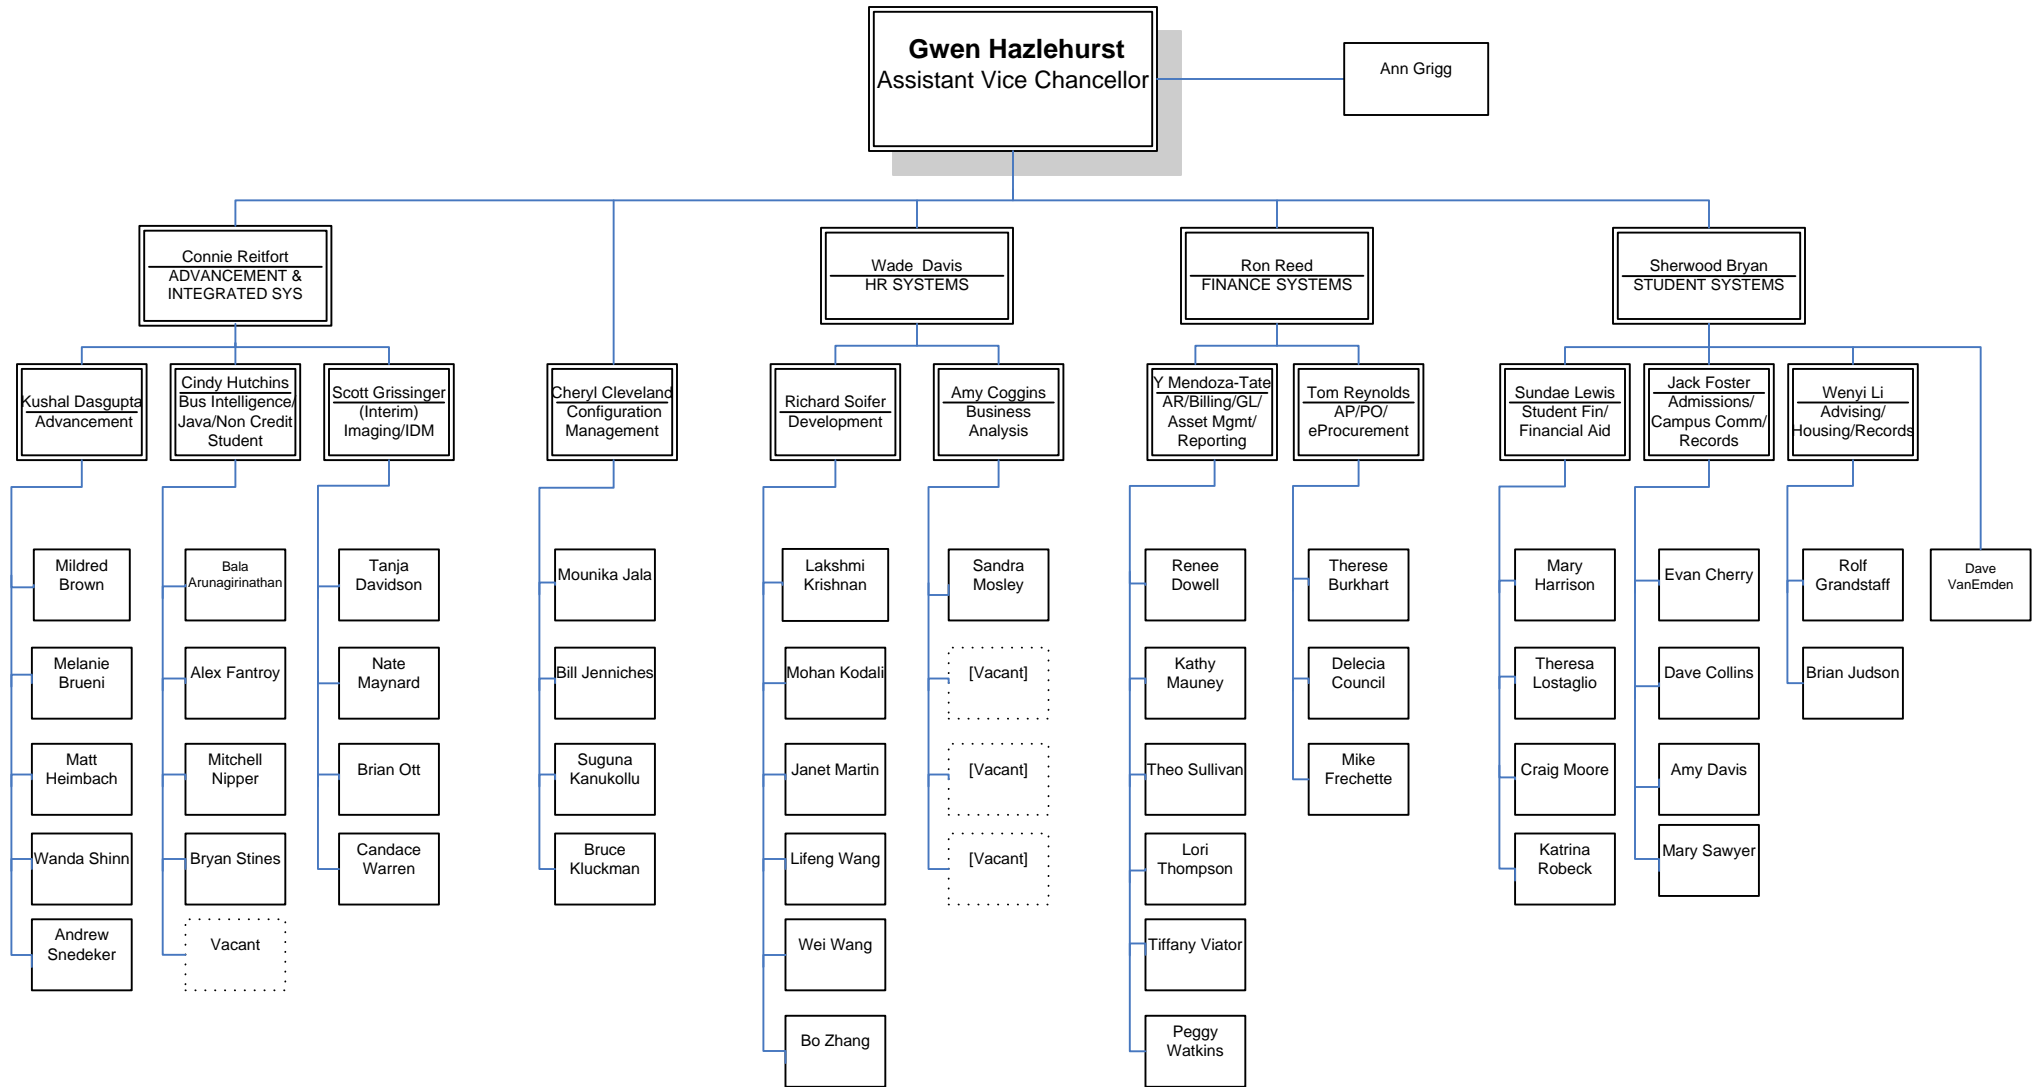 Gwen Hazlehurst
Assistant Vice Chancellor
Ann Grigg
Connie Reitfort
ADVANCEMENT &
INTEGRATED SYS
Wade  Davis
HR SYSTEMS
Ron Reed
FINANCE SYSTEMS
Sherwood Bryan
STUDENT SYSTEMS
Kushal Dasgupta
Advancement
Cindy Hutchins
Bus Intelligence/
Java/Non Credit
Student
Scott Grissinger
(Interim)
Imaging/IDM
Cheryl Cleveland
Configuration
Management
Richard Soifer
Development
Amy Coggins
Business
Analysis
Y Mendoza-Tate
AR/Billing/GL/
Asset Mgmt/
Reporting
Tom Reynolds
AP/PO/
eProcurement
Sundae Lewis
Student Fin/
Financial Aid
Jack Foster
Admissions/
Campus Comm/
Records
Wenyi Li
Advising/
Housing/Records
Mildred
Brown
Bala
Arunagirinathan
Tanja
Davidson
Mounika Jala
Lakshmi
Krishnan
Sandra
Mosley
Renee
Dowell
Therese
Burkhart
Mary
Harrison
Evan Cherry
Rolf
Grandstaff
Dave
VanEmden
Melanie
Brueni
Alex Fantroy
Nate
Maynard
Bill Jenniches
Mohan Kodali
[Vacant]
Kathy
Mauney
Delecia
Council
Theresa
Lostaglio
Dave Collins
Brian Judson
Matt
Heimbach
Mitchell
Nipper
Brian Ott
Suguna
Kanukollu
Janet Martin
[Vacant]
Theo Sullivan
Mike
Frechette
Craig Moore
Amy Davis
Wanda Shinn
Bryan Stines
Candace
Warren
Bruce
Kluckman
Lifeng Wang
[Vacant]
Lori
Thompson
Katrina
Robeck
Mary Sawyer
Andrew
Snedeker
Vacant
Wei Wang
Tiffany Viator
Bo Zhang
Peggy
Watkins